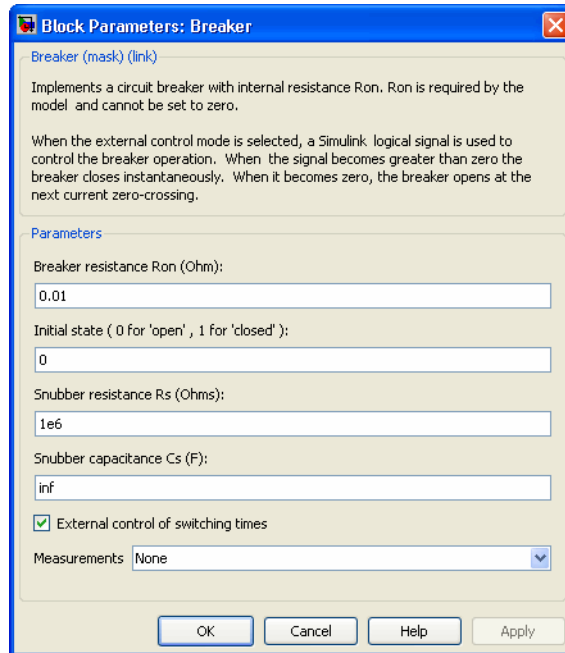 Block Parameters: Breaker
Breaker (mask) (link)
Implements a circuit breaker with internal resistance Ron. Ron is required by the
model and cannot be set to zero.
When the external control mode is selected, a Simulink logical signal is used to
control the breaker operation. When the signal becomes greater than zero the
breaker closes instantaneously. When it becomes zero, the breaker opens at the
next current zero-crossing.
Parameters
Breaker resistance Ron (Ohm):
0.01
Initial state ( 0 for 'open' , 1 for 'closed' ):
0
Snubber resistance Rs (Ohms):
1e6
Snubber capacitance Cs (F):
inf
External control of switching times
Measurements None
OK Cancel Help Apply